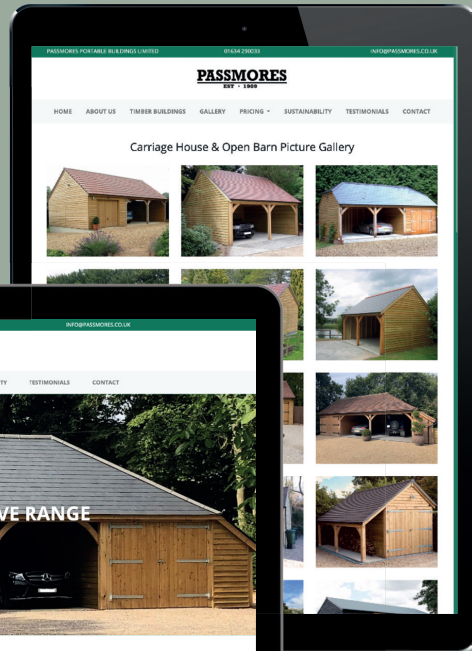 PASSMORES PORTABLE BUILDINGS LIMITED 01634 290033 INFO@PASSMORES.CO.UK
PASSMORES
EST · 1909
HOME ABOUT US TIMBER BUILDINGS GALLERY PRICING SUSTAINABILITY TESTIMONIALS CONTACT
Carriage House & Open Barn Picture Gallery
INFO@PASSMORES.CO.UK
TY TESTIMONIALS CONTACT
VE RANGE